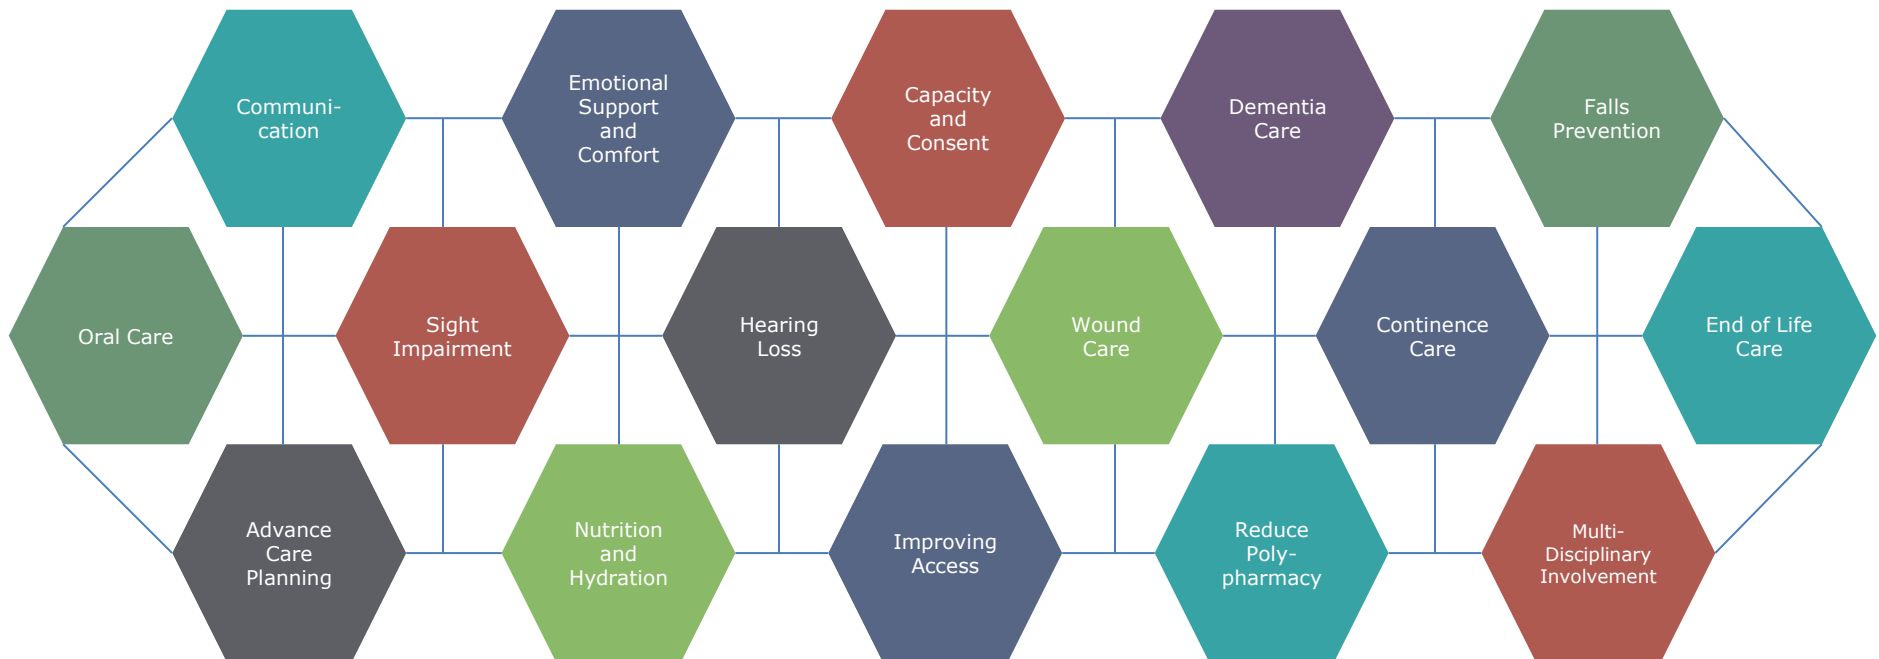 Communi-
cation
Emotional
Support
and
Comfort
Capacity
and
Consent
Dementia
Care
Falls
Prevention
Oral Care
Sight
Impairment
Hearing
Loss
Wound
Care
Continence
Care
End of Life
Care
Advance
Care
Planning
Nutrition
and
Hydration
Improving
Access
Reduce
Poly-
pharmacy
Multi-
Disciplinary
Involvement